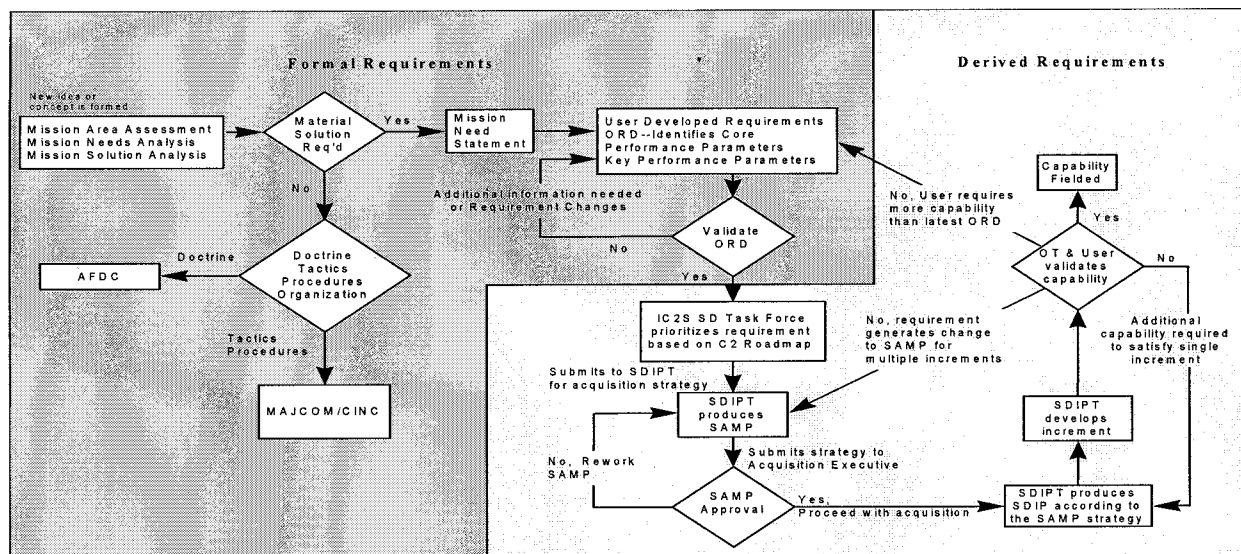 Formal Requirements
Derived Requirements
New idea or
concept is formed
Mission Area Assessment
Mission Needs Analysis
Mission Solution Analysis
Material
Solution
Req'd
Yes
Mission
Need
Statement
User Developed Requirements
ORD--Identifies Core
Performance Parameters
Key Performance Parameters
Additional information needed
or Requirement Changes
No
No
Validate
ORD
Yes
Doctrine
AFDC
Doctrine
Tactics
Procedures
Organization
Tactics
Procedures
MAJCOM/CINC
IC2S SD Task Force
prioritizes requirement
based on C2 Roadmap
Submits to SDIPT
for acquisition strategy
SDIPT
produces
SAMP
Submits strategy to
Acquisition Executive
No, Rework
SAMP
SAMP
Approval
Yes,
Proceed with acquisition
SDIPT produces
SDIP according to
the SAMP strategy
SDIPT
develops
increment
OT & User
validates
capability
Yes
Capability
Fielded
No
Additional
capability required
to satisfy single
increment
No, User requires
more capability
than latest ORD
No, requirement
generates change
to SAMP for
multiple increments